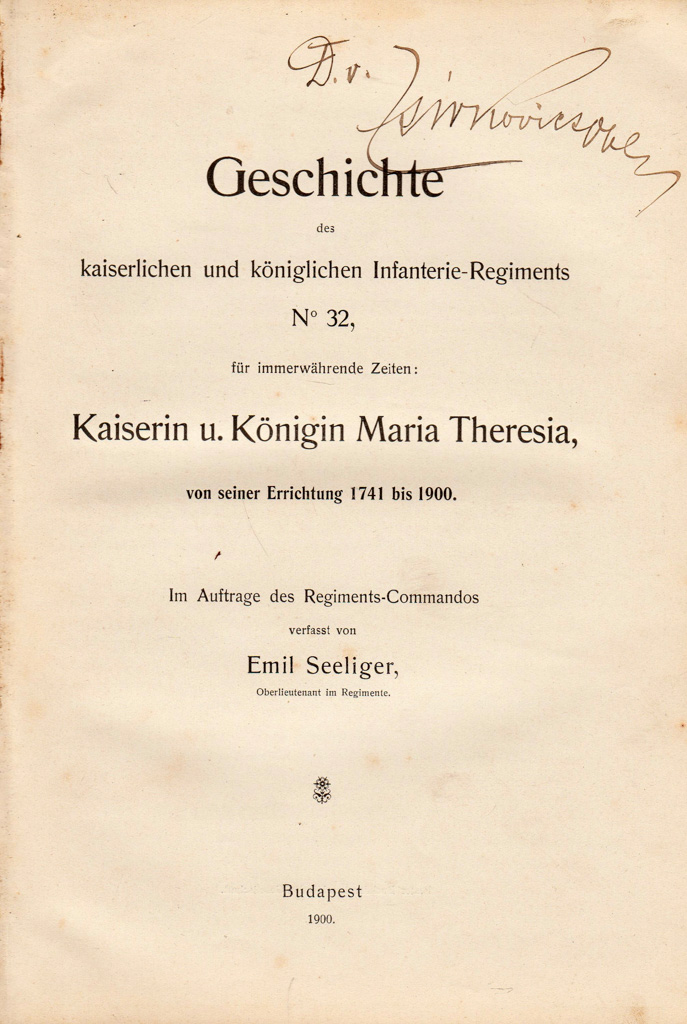 D. v.
Geschichte
des
kaiserlichen und königlichen Infanterie-Regiments
Nº 32,
für immerwährende Zeiten:
Kaiserin u. Königin Maria Theresia,
von seiner Errichtung 1741 bis 1900.
Im Auftrage des Regiments-Commandos
verfasst von
Emil Seeliger,
Oberlieutenant im Regimente.
Budapest
1900.